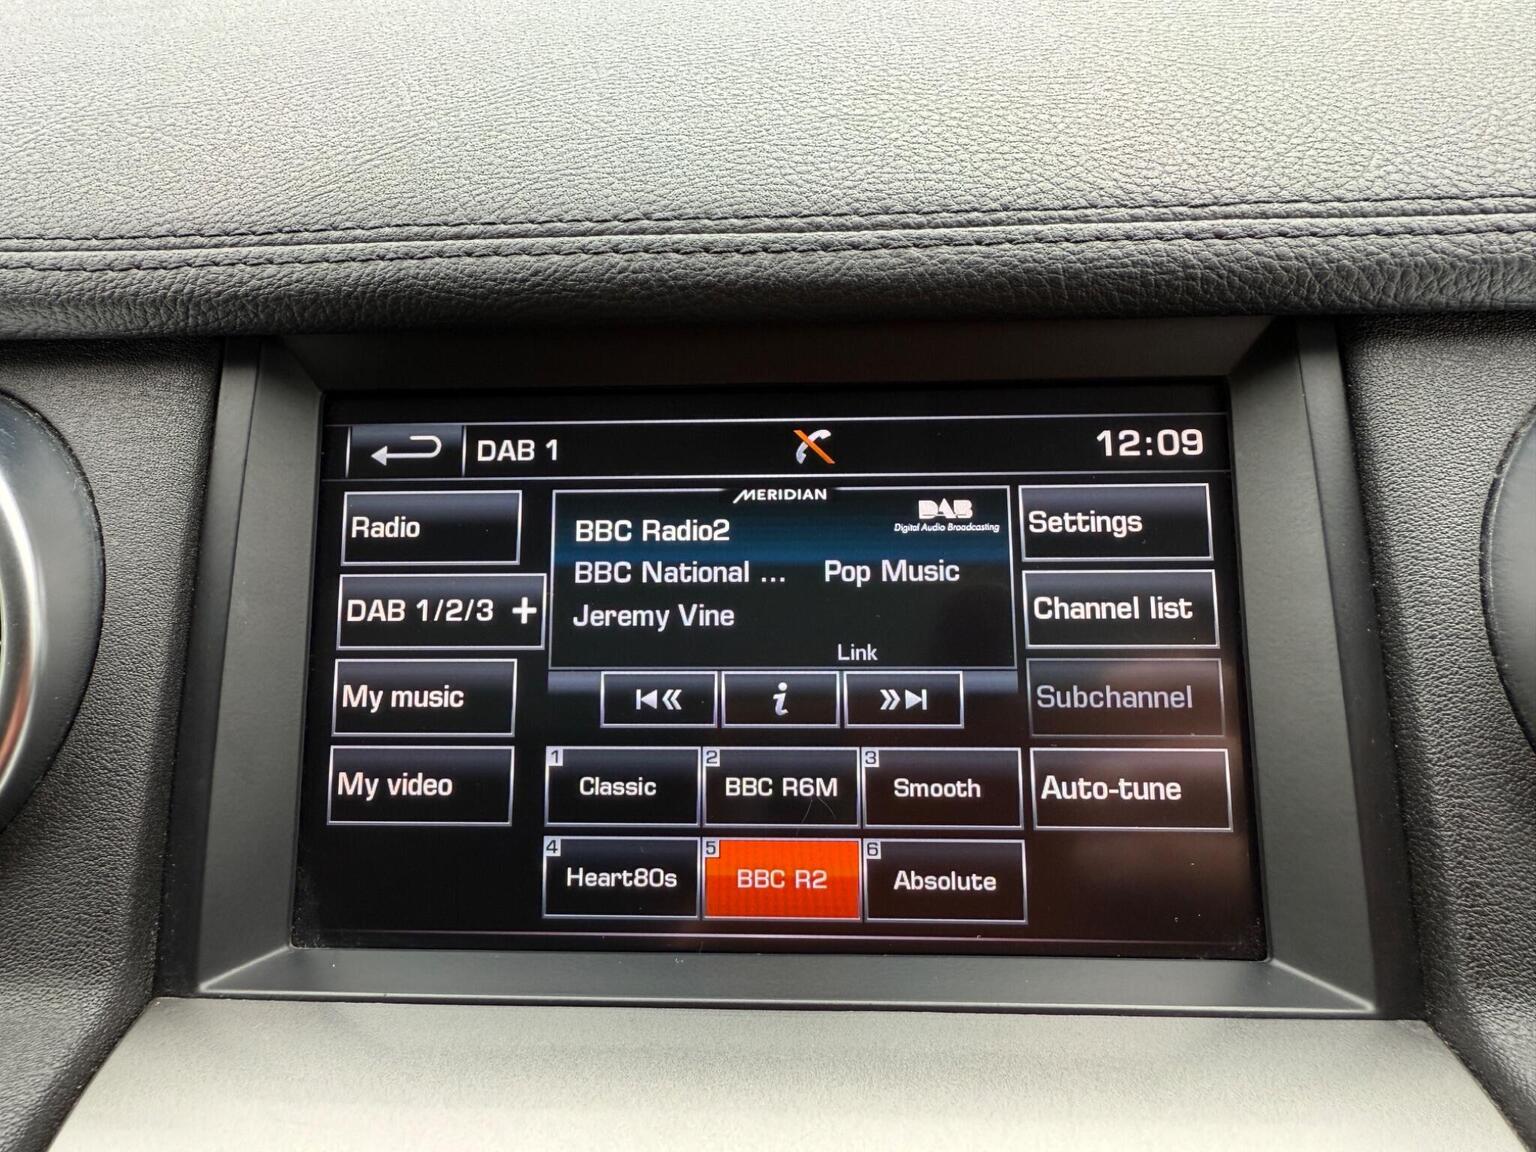 DAB 1
12:09
Radio
DAB 1/2/3 +
My music
My video
MERIDIAN
BBC Radio2
DAB
Digital Audio Broadcasting
BBC National ... Pop Music
Jeremy Vine
Link
i
Settings
Channel list
Subchannel
Auto-tune
1 Classic
2 BBC R6M
3 Smooth
4 Heart80s
5 BBC R2
6 Absolute